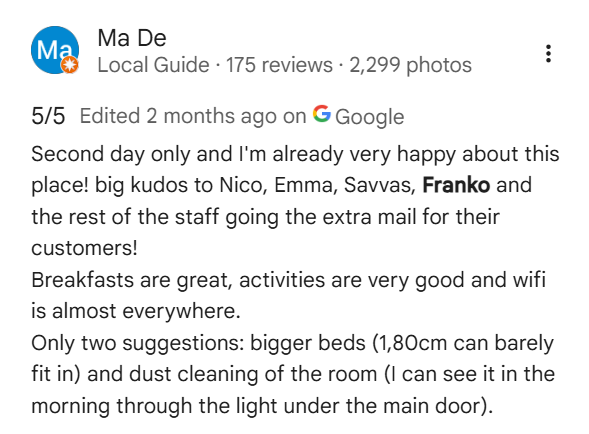 Ma
Ma De
Local Guide · 175 reviews · 2,299 photos
5/5 Edited 2 months ago on Google
Second day only and I'm already very happy about this
place! big kudos to Nico, Emma, Savvas, Franko and
the rest of the staff going the extra mail for their
customers!
Breakfasts are great, activities are very good and wifi
is almost everywhere.
Only two suggestions: bigger beds (1,80cm can barely
fit in) and dust cleaning of the room (I can see it in the
morning through the light under the main door).